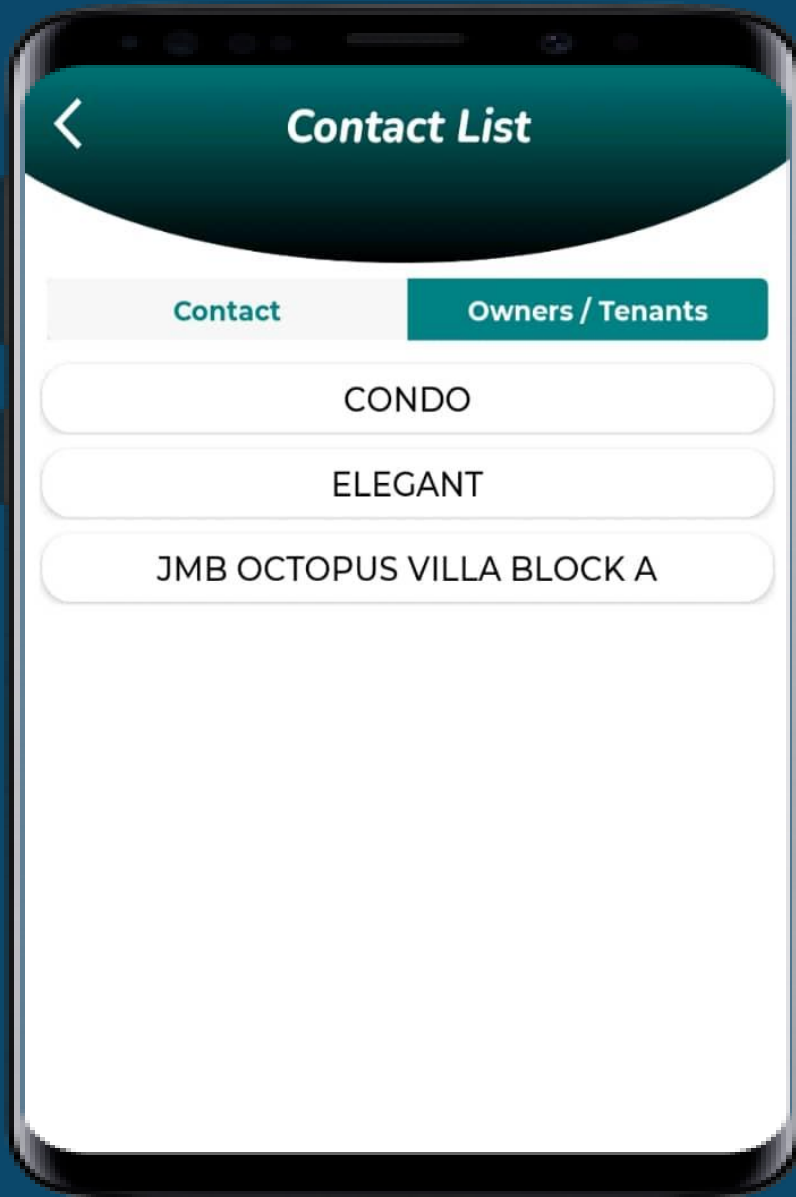 Contact List
Contact
Owners / Tenants
CONDO
ELEGANT
JMB OCTOPUS VILLA BLOCK A